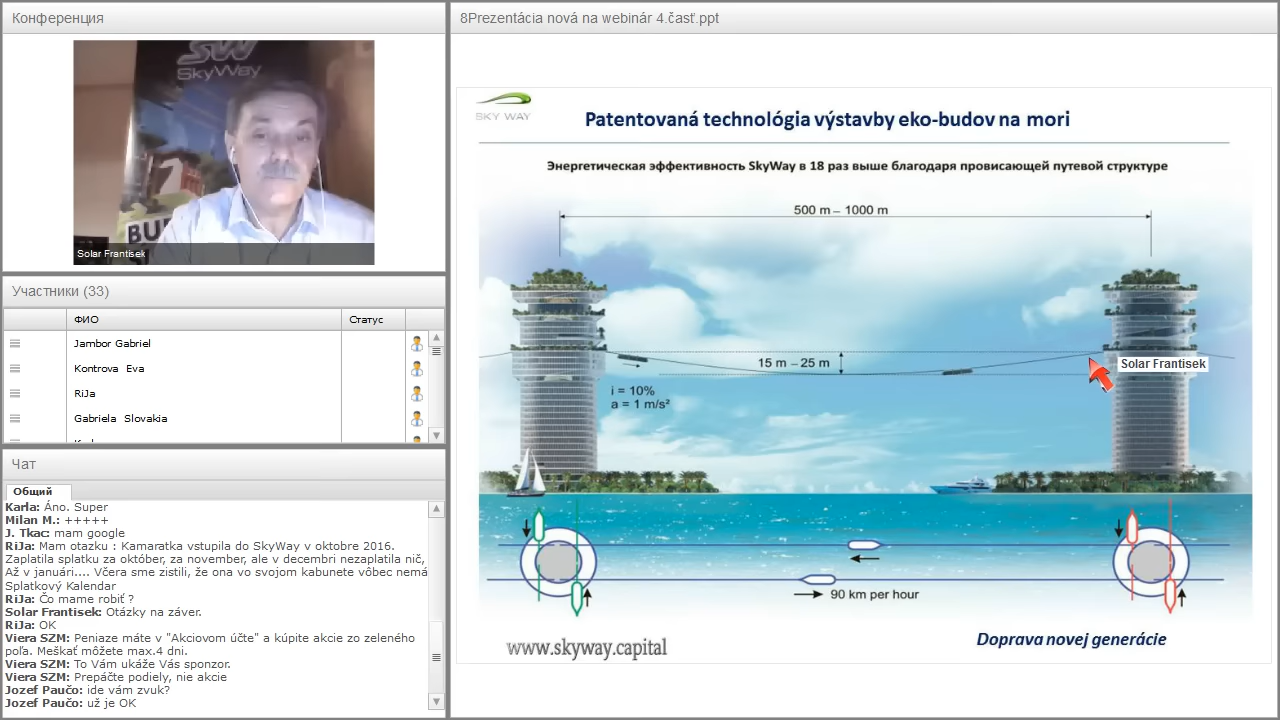 Конференция
SW
SkyWay
BU
Solar Frantisek
Участники (33)
ФИО
Статус
Jambor Gabriel
Kontrova Eva
RiJa
Gabriela Slovakia
Чат
Общий
Karla: Áno. Super
Milan M.: +++++
J. Tkac: mam google
RiJa: Mam otazku : Kamaratka vstupila do SkyWay v oktobre 2016.
Zaplatila splatku za október, za november, ale v decembri nezaplatila nič,
Až v januári.... Včera sme zistili, že ona vo svojom kabunete vôbec nemá
Splatkový Kalendar
RiJa: Čo mame robiť ?
Solar Frantisek: Otázky na záver.
RiJa: OK
Viera SZM: Peniaze máte v "Akciovom účte" a kúpite akcie zo zeleného
poľa. Meškať môžete max.4 dni.
Viera SZM: To Vám ukáže Váš sponzor.
Viera SZM: Prepáčte podiely, nie akcie
Jozef Paučo: ide vám zvuk?
Jozef Paučo: už je OK
8Prezentácia nová na webinár 4.časť.ppt
SKY WAY
Patentovaná technológia výstavby eko-budov na mori
Энергетическая эффективность SkyWay в 18 раз выше благодаря провисающей путевой структуре
500 m – 1000 m
15 m – 25 m
Solar Frantisek
i = 10%
a = 1 m/s²
90 km per hour
www.skyway.capital
Doprava novej generácie